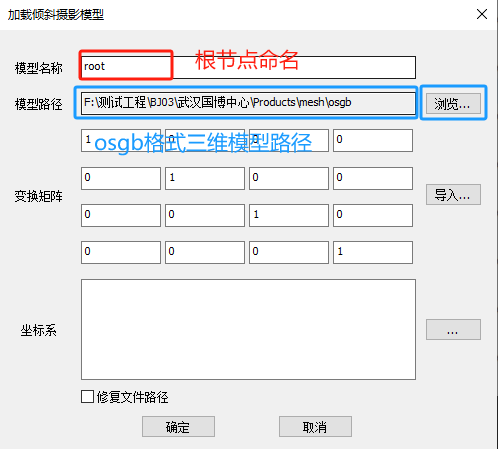 加载倾斜摄影模型
模型名称 root 根节点命名
模型路径 F:\测试工程\BJ03\武汉国博中心\Products\mesh\osgb 浏览...
osgb格式三维模型路径
1 0 0 0
变换矩阵 0 1 0 0 导入...
0 0 1 0
0 0 0 1
坐标系 ...
修复文件路径
确定 取消